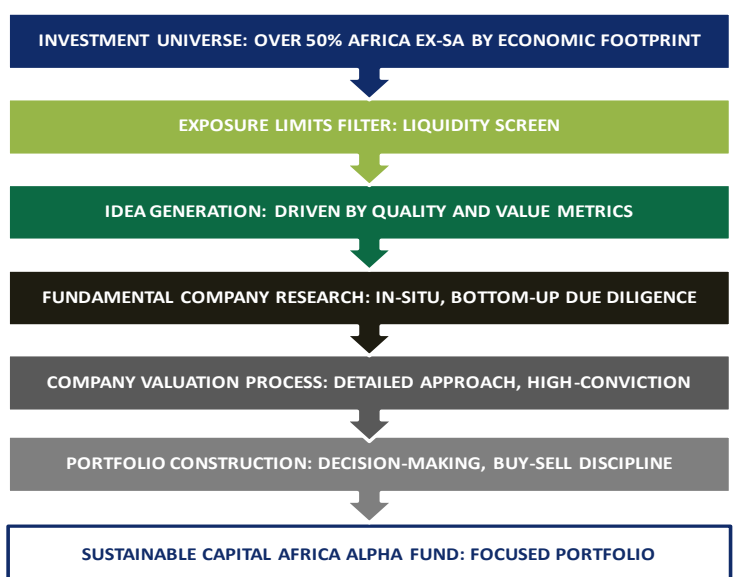 INVESTMENT UNIVERSE: OVER 50% AFRICA EX-SA BY ECONOMIC FOOTPRINT
EXPOSURE LIMITS FILTER: LIQUIDITY SCREEN
IDEA GENERATION: DRIVEN BY QUALITY AND VALUE METRICS
FUNDAMENTAL COMPANY RESEARCH: IN-SITU, BOTTOM-UP DUE DILIGENCE
COMPANY VALUATION PROCESS: DETAILED APPROACH, HIGH-CONVICTION
PORTFOLIO CONSTRUCTION: DECISION-MAKING, BUY-SELL DISCIPLINE
SUSTAINABLE CAPITAL AFRICA ALPHA FUND: FOCUSED PORTFOLIO